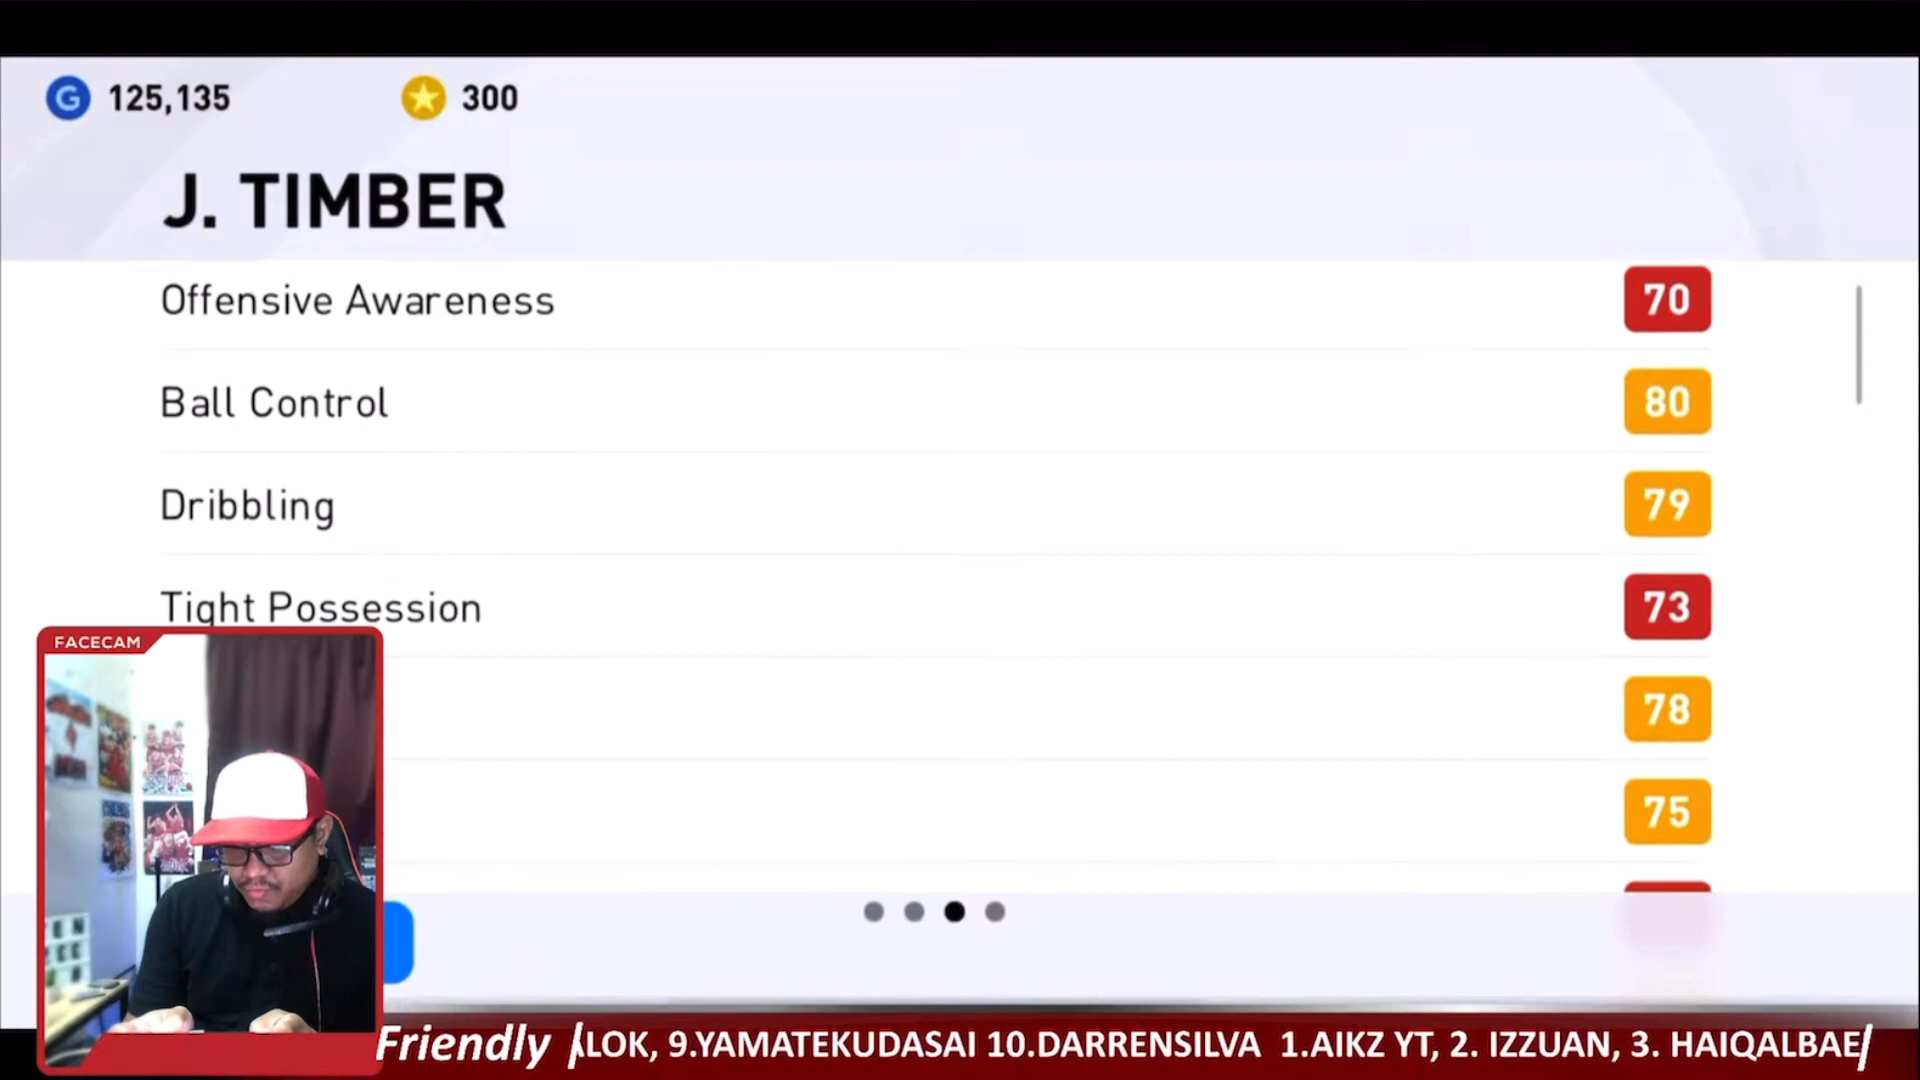 G 125,135 300
J. TIMBER
Offensive Awareness 70
Ball Control 80
Dribbling 79
Tight Possession 73
78
75
FACECAM
Friendly LOK, 9.YAMATEKUDASAI 10.DARRENSILVA 1.AIKZ YT, 2. IZZUAN, 3. HAIQALBAE